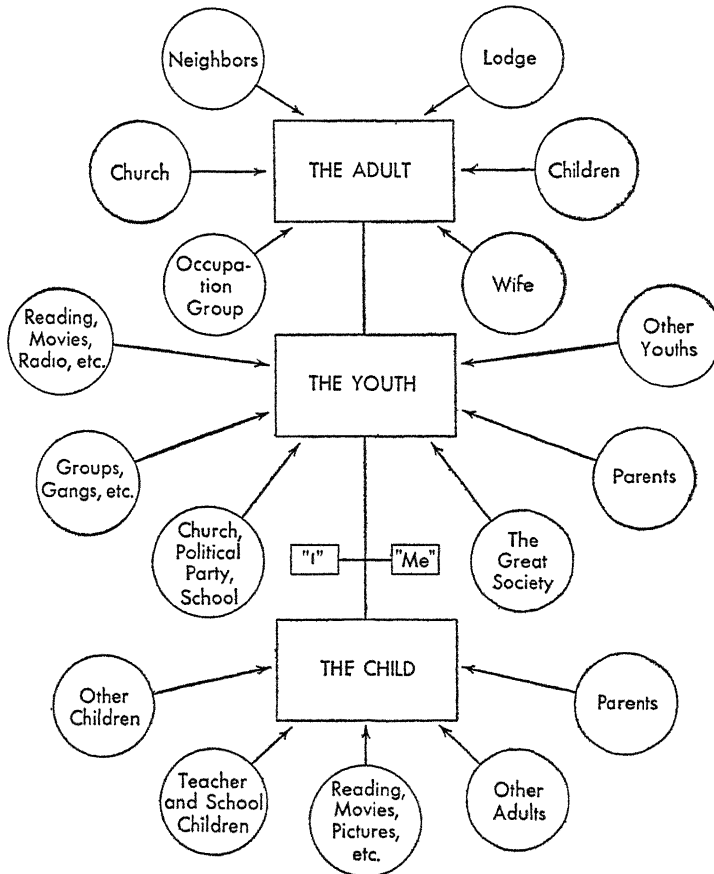 Neighbors
Lodge
Church
THE ADULT
Children
Occupa-
tion
Group
Wife
Reading,
Movies,
Radio, etc.
THE YOUTH
Other
Youths
Groups,
Gangs, etc.
Parents
Church,
Political
Party,
School
"I"
"Me"
The
Great
Society
Other
Children
THE CHILD
Parents
Teacher
and School
Children
Reading,
Movies,
Pictures,
etc.
Other
Adults